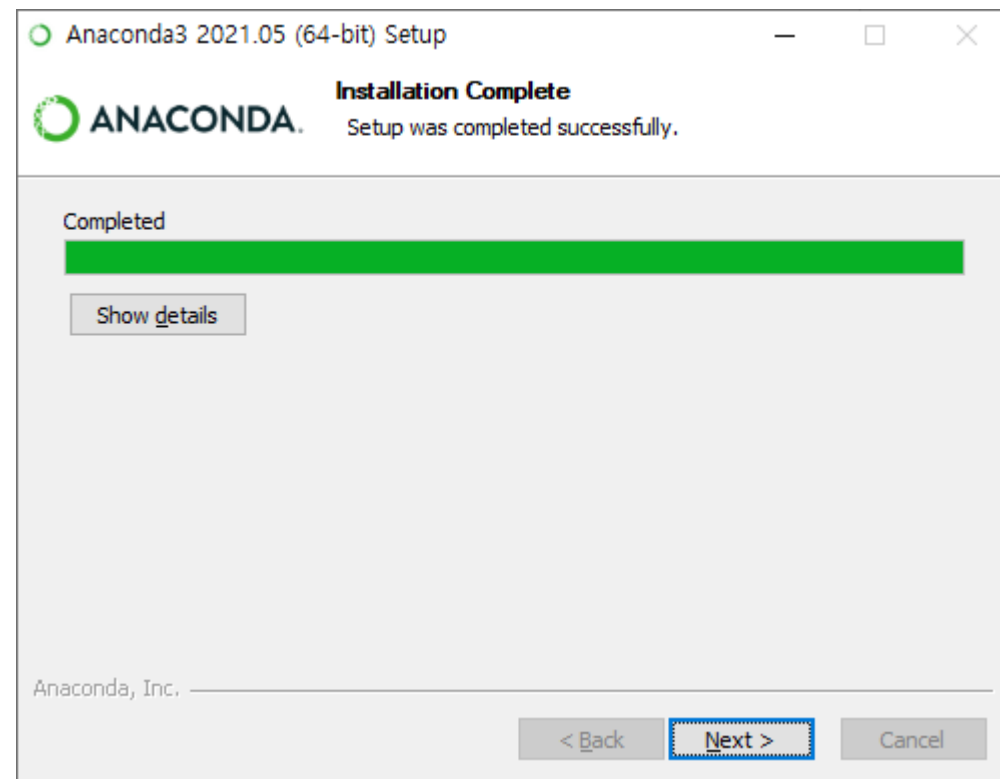 Anaconda3 2021.05 (64-bit) Setup
ANACONDA.
Installation Complete
Setup was completed successfully.
Completed
Show details
Anaconda, Inc.
< Back
Next >
Cancel